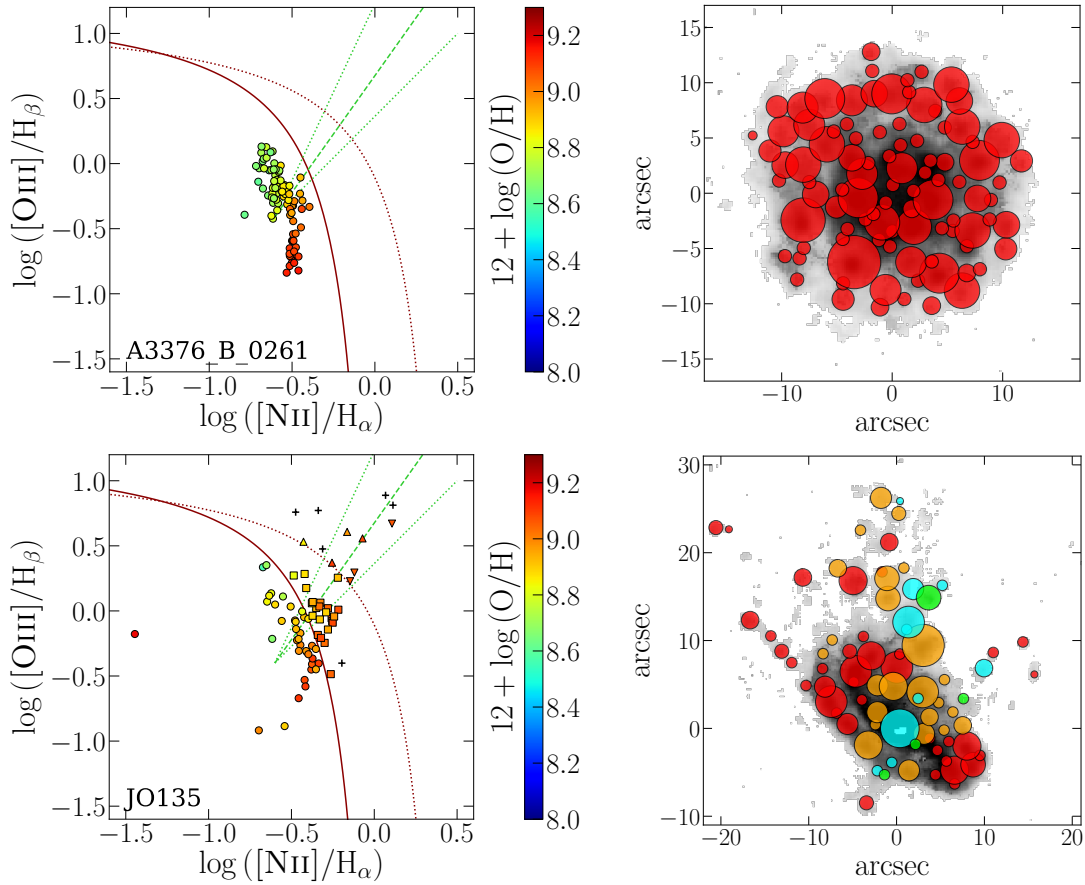 1.0
0.5
0.0
−0.5
−1.0
−1.5
log ([OIII]/Hβ)
A3376_B_0261
−1.5 −1.0 −0.5 0.0 0.5
log ([NII]/Hα)
9.2
9.0
8.8
8.6
8.4
8.2
8.0
12 + log (O/H)
15
10
5
0
−5
−10
−15
arcsec
−10 0 10
arcsec
1.0
0.5
0.0
−0.5
−1.0
−1.5
log ([OIII]/Hβ)
JO135
−1.5 −1.0 −0.5 0.0 0.5
log ([NII]/Hα)
9.2
9.0
8.8
8.6
8.4
8.2
8.0
12 + log (O/H)
30
20
10
0
−10
arcsec
−20 −10 0 10 20
arcsec